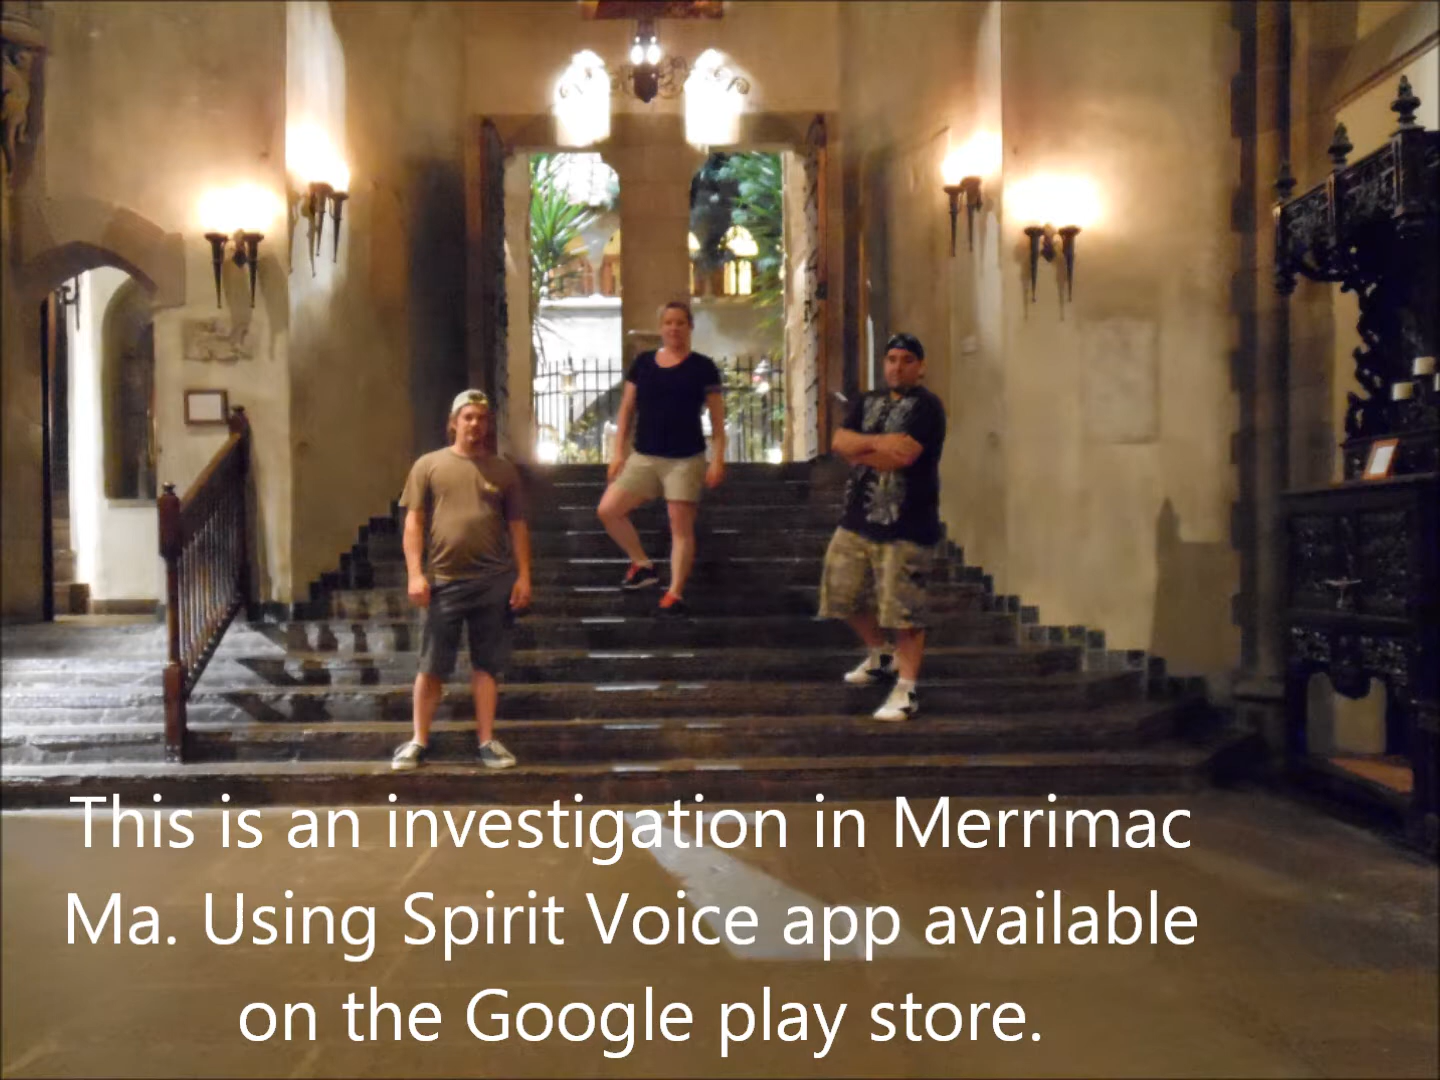 This is an investigation in Merrimac
Ma. Using Spirit Voice app available
on the Google play store.